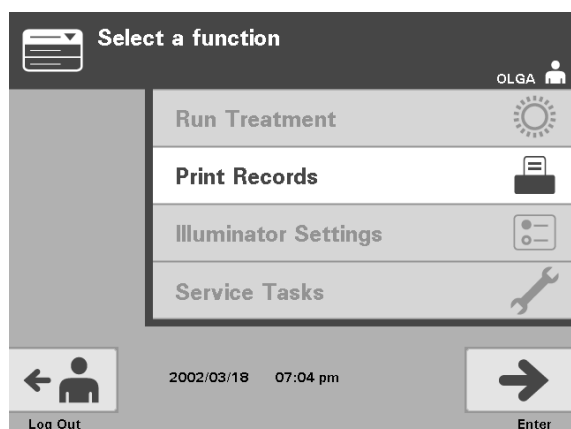 Select a function
OLGA
Run Treatment
Print Records
Illuminator Settings
Service Tasks
2002/03/18 07:04 pm
Log Out
Enter